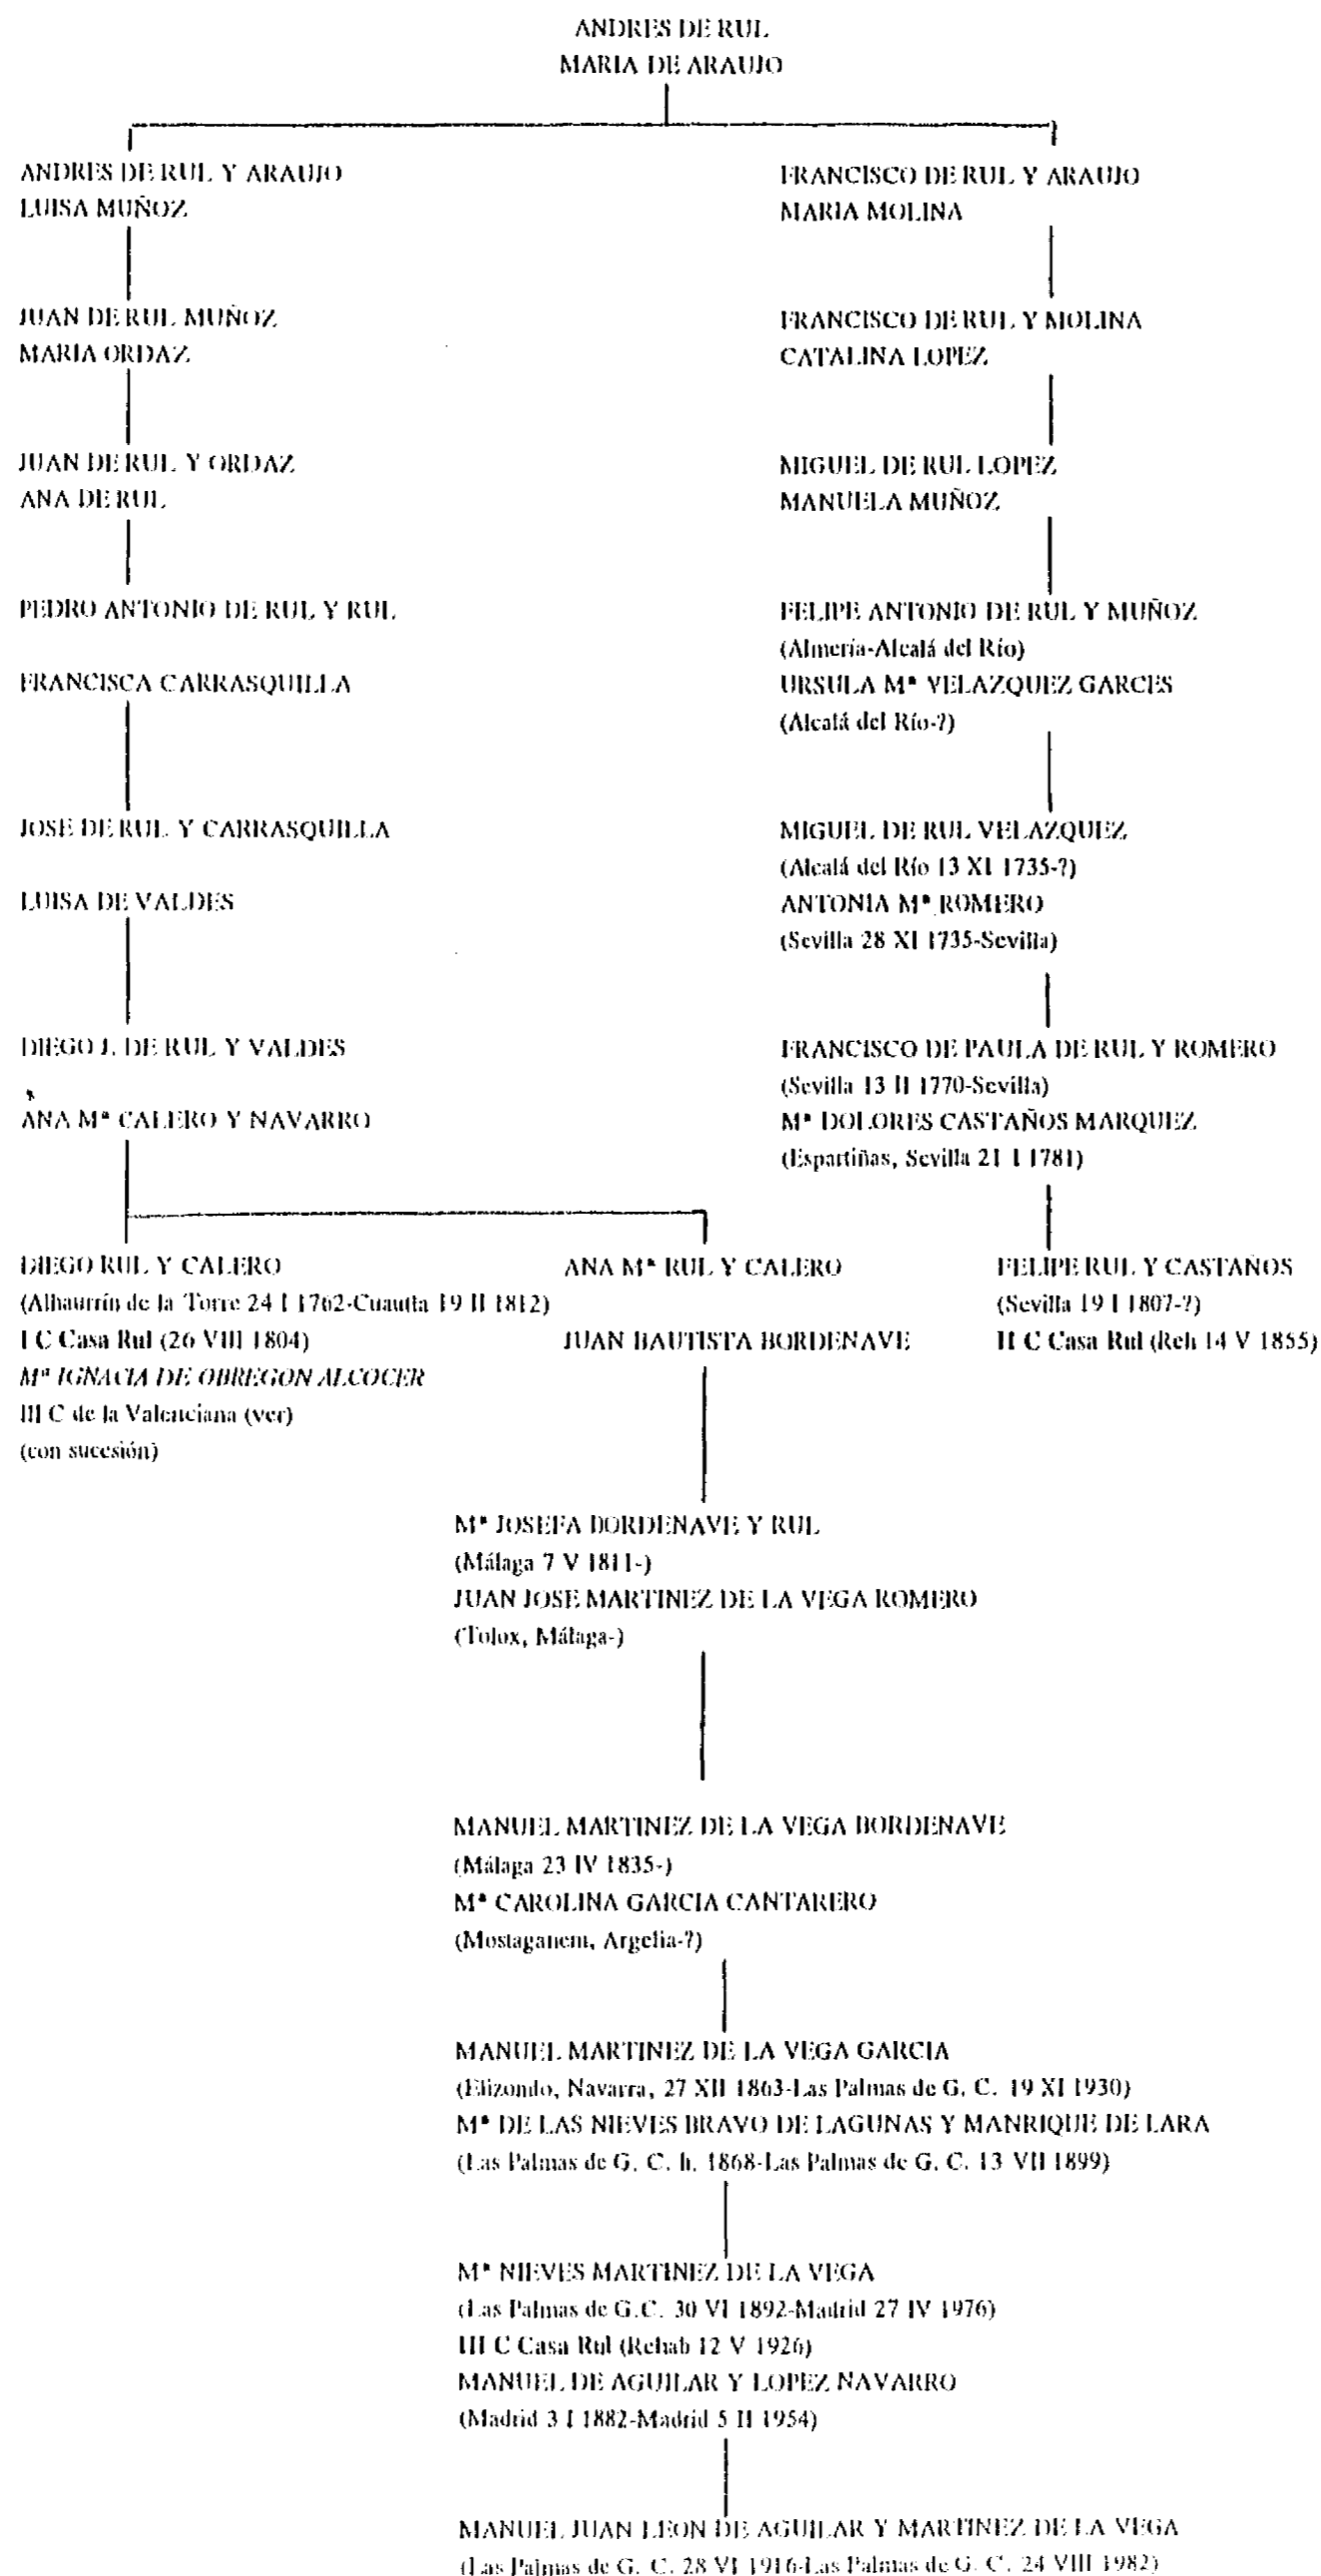 ANDRES DE RUL
MARIA DE ARAUJO
ANDRES DE RUL Y ARAUJO
LUISA MUÑOZ
FRANCISCO DE RUL Y ARAUJO
MARIA MOLINA
JUAN DE RUL MUÑOZ
MARIA ORDAZ
FRANCISCO DE RUL Y MOLINA
CATALINA LOPEZ
JUAN DE RUL Y ORDAZ
ANA DE RUL
MIGUEL DE RUL LOPEZ
MANUELA MUÑOZ
PEDRO ANTONIO DE RUL Y RUL
FRANCISCA CARRASQUILLA
FELIPE ANTONIO DE RUL Y MUÑOZ
(Almería-Alcalá del Río)
URSULA Mª VELAZQUEZ GARCES
(Alcalá del Río-?)
JOSE DE RUL Y CARRASQUILLA
LUISA DE VALDES
MIGUEL DE RUL VELAZQUEZ
(Alcalá del Río 13 XI 1735-?)
ANTONIA Mª ROMERO
(Sevilla 28 XI 1735-Sevilla)
DIEGO J. DE RUL Y VALDES
ANA Mª CALERO Y NAVARRO
FRANCISCO DE PAULA DE RUL Y ROMERO
(Sevilla 13 II 1770-Sevilla)
Mª DOLORES CASTAÑOS MARQUEZ
(Espartiñas, Sevilla 21 I 1781)
DIEGO RUL Y CALERO
(Alhaurrín de la Torre 24 I 1762-Cuautla 19 II 1812)
I C Casa Rul (26 VIII 1804)
Mª IGNACIA DE OBREGON ALCOCER
III C de la Valenciana (ver)
(con sucesión)
ANA Mª RUL Y CALERO
JUAN BAUTISTA BORDENAVE
FELIPE RUL Y CASTAÑOS
(Sevilla 19 I 1807-?)
II C Casa Rul (Reh 14 V 1855)
Mª JOSEFA BORDENAVE Y RUL
(Málaga 7 V 1811-)
JUAN JOSE MARTINEZ DE LA VEGA ROMERO
(Tolox, Málaga-)
MANUEL MARTINEZ DE LA VEGA BORDENAVE
(Málaga 23 IV 1835-)
Mª CAROLINA GARCIA CANTARERO
(Mostaganem, Argelia-?)
MANUEL MARTINEZ DE LA VEGA GARCIA
(Elizondo, Navarra, 27 XII 1863-Las Palmas de G. C. 19 XI 1930)
Mª DE LAS NIEVES BRAVO DE LAGUNAS Y MANRIQUE DE LARA
(Las Palmas de G. C. h. 1868-Las Palmas de G. C. 13 VII 1899)
Mª NIEVES MARTINEZ DE LA VEGA
(Las Palmas de G.C. 30 VI 1892-Madrid 27 IV 1976)
III C Casa Rul (Rehab 12 V 1926)
MANUEL DE AGUILAR Y LOPEZ NAVARRO
(Madrid 3 I 1882-Madrid 5 II 1954)
MANUEL JUAN LEON DE AGUILAR Y MARTINEZ DE LA VEGA
(Las Palmas de G. C. 28 VI 1916-Las Palmas de G. C. 24 VIII 1982)